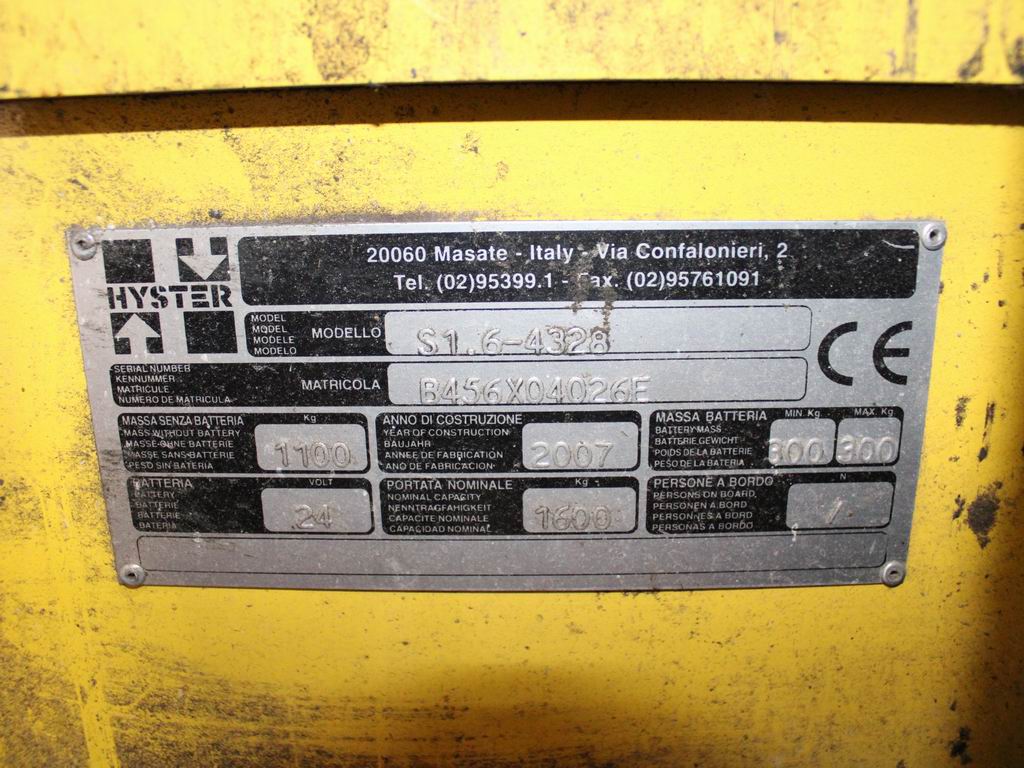 HYSTER
20060 Masate - Italy - Via Confalonieri, 2
Tel. (02)95399.1 - Fax. (02)95761091
MODEL
MODEL
MODELE
MODELO
MODELLO
S1.6-4328
CE
SERIAL NUMBER
KENNUMMER
MATRICULE
NUMERO DE MATRICULA
MATRICOLA
B456X04026E
MASSA SENZA BATTERIA
MASS WITHOUT BATTERY
MASSE OHNE BATTERIE
MASSE SANS BATTERIE
PESO SIN BATERIA
Kg
1100
ANNO DI COSTRUZIONE
YEAR OF CONSTRUCTION
BAUJAHR
ANNEE DE FABRICATION
ANO DE FABRICACION
2007
MASSA BATTERIA
BATTERY MASS
BATTERIE GEWICHT
POIDS DE LA BATTERIE
PESO DE LA BATERIA
MIN. Kg MAX. Kg
300 300
BATTERIA
BATTERY
BATTERIE
BATTERIE
BATERIA
VOLT
24
PORTATA NOMINALE
NOMINAL CAPACITY
NENNTRAGFAHIGKEIT
CAPACITE NOMINALE
CAPACIDAD NOMINAL
Kg
1600
PERSONE A BORDO
PERSONS ON BOARD
PERSONEN A BORD
PERSONNES A BORD
PERSONAS A BORDO
N
/